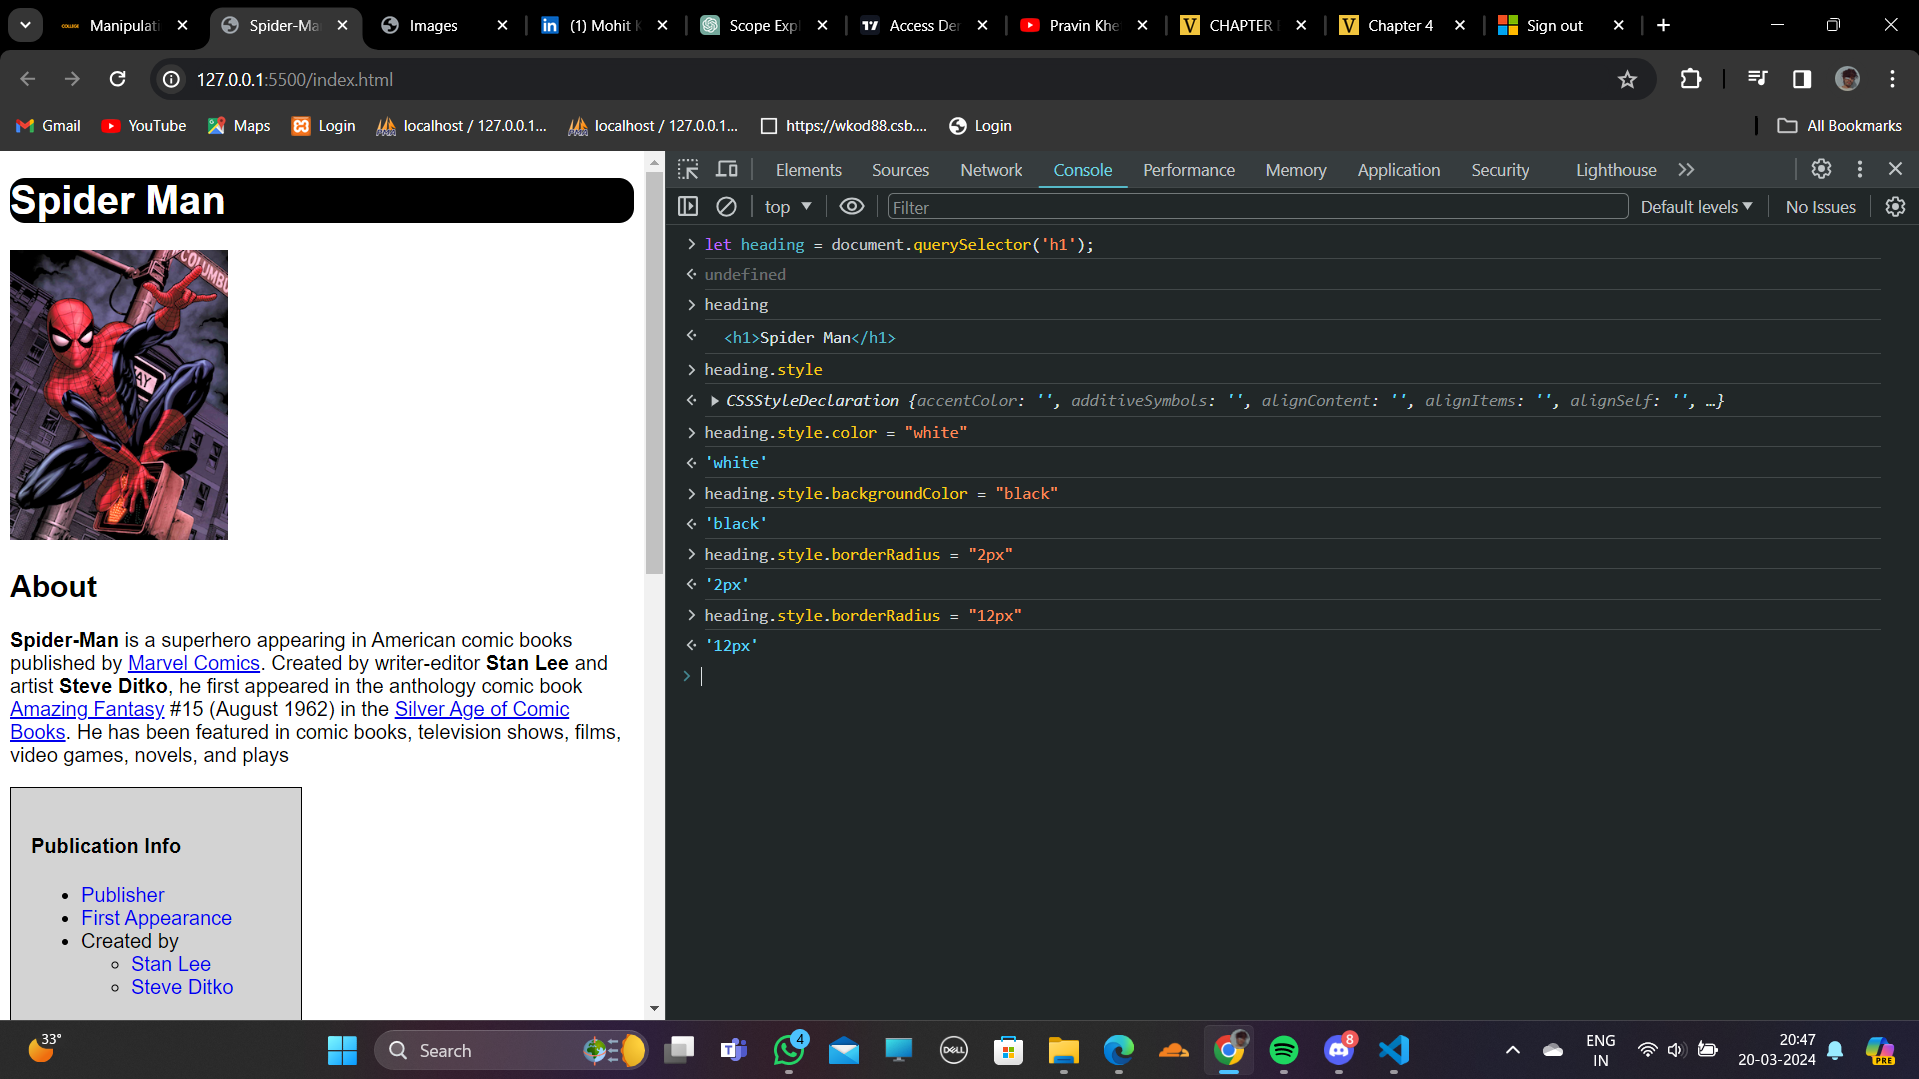 Manipulati
Spider-Ma
Images
(1) Mohit K
Scope Expl
Access Der
Pravin Khe
CHAPTER
Chapter 4
Sign out
127.0.0.1:5500/index.html
Gmail
YouTube
Maps
Login
localhost / 127.0.0.1...
localhost / 127.0.0.1...
https://wkod88.csb....
Login
All Bookmarks
Spider Man
COLUMBU
About
Spider-Man is a superhero appearing in American comic books
published by Marvel Comics. Created by writer-editor Stan Lee and
artist Steve Ditko, he first appeared in the anthology comic book
Amazing Fantasy #15 (August 1962) in the Silver Age of Comic
Books. He has been featured in comic books, television shows, films,
video games, novels, and plays
Publication Info
Publisher
First Appearance
Created by
Stan Lee
Steve Ditko
Elements
Sources
Network
Console
Performance
Memory
Application
Security
Lighthouse
top
Filter
Default levels
No Issues
let heading = document.querySelector('h1');
undefined
heading
<h1>Spider Man</h1>
heading.style
CSSStyleDeclaration {accentColor: '', additiveSymbols: '', alignContent: '', alignItems: '', alignSelf: '', …}
heading.style.color = "white"
'white'
heading.style.backgroundColor = "black"
'black'
heading.style.borderRadius = "2px"
'2px'
heading.style.borderRadius = "12px"
'12px'
33°
Search
4
DELL
8
ENG
IN
20:47
20-03-2024
PRE